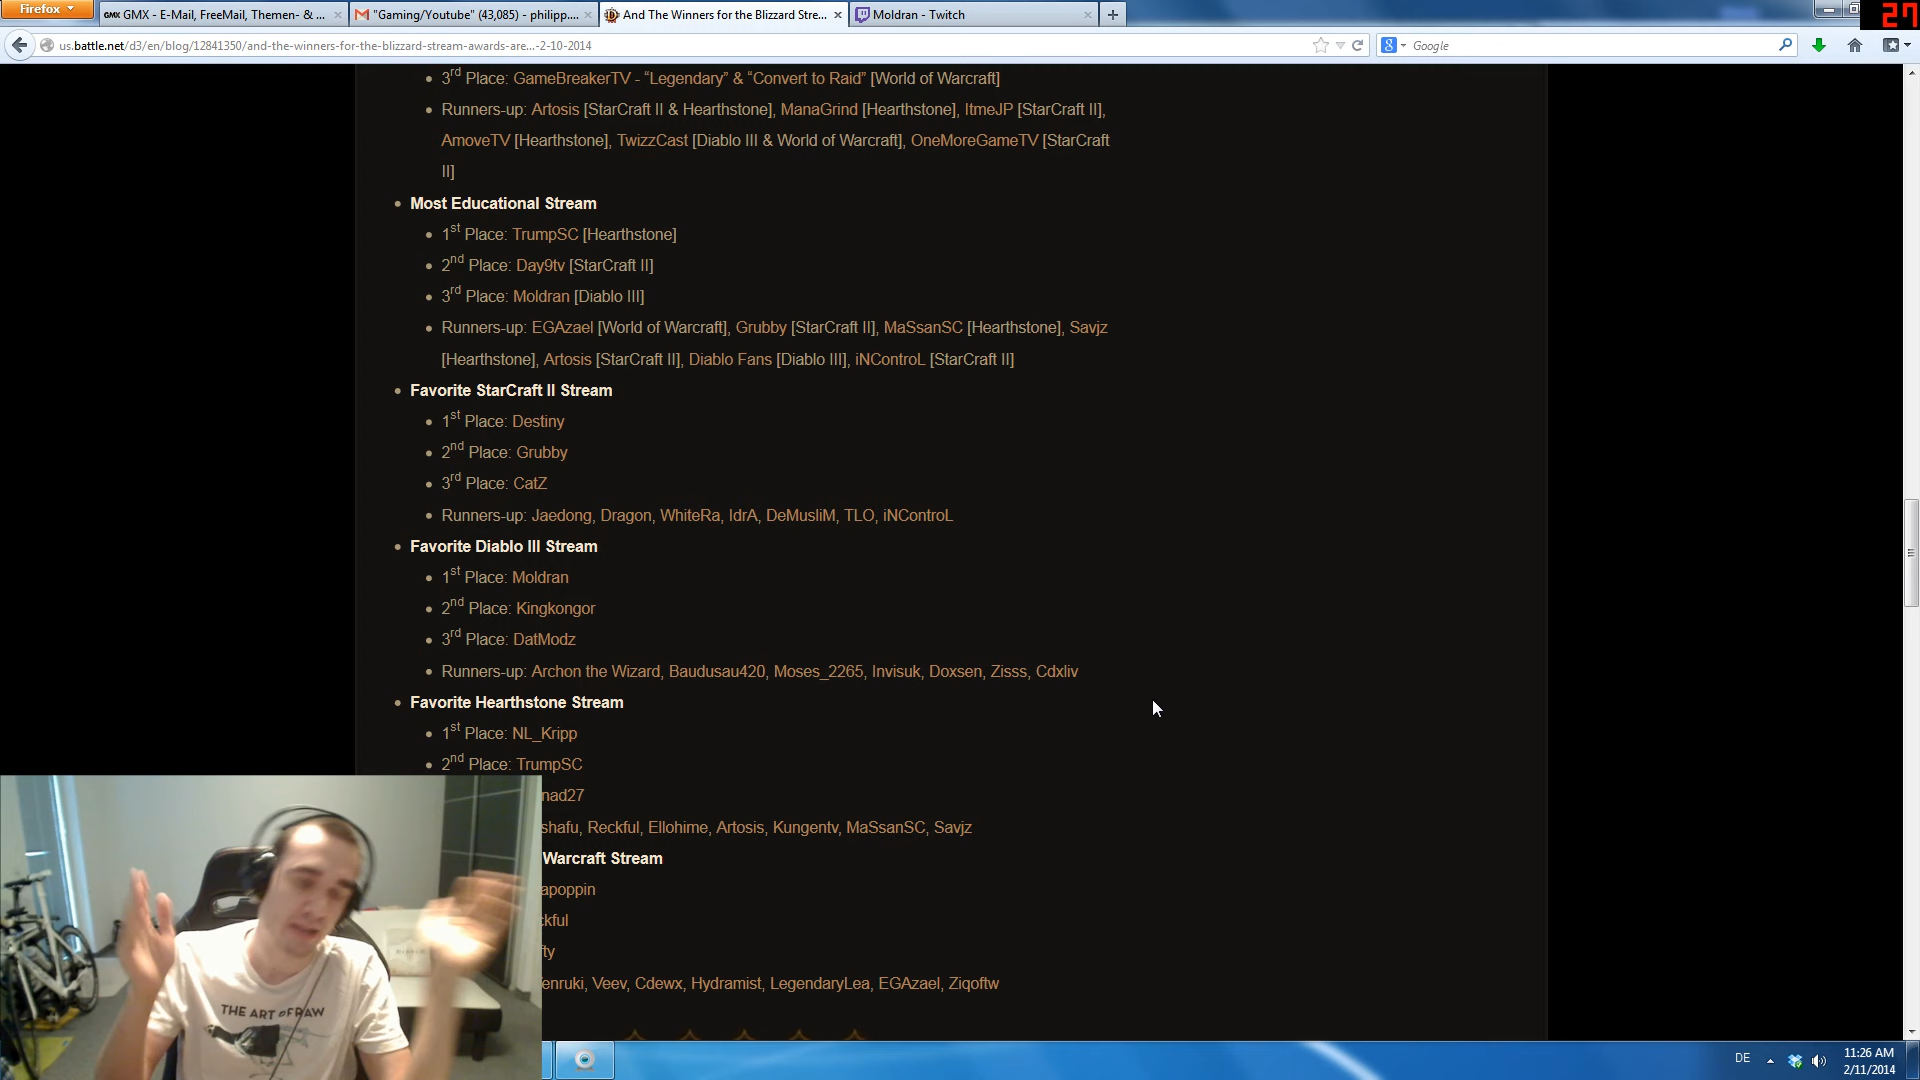 Firefox
GMX GMX - E-Mail, FreeMail, Themen- & ...
"Gaming/Youtube" (43,085) - philipp....
And The Winners for the Blizzard Stre...
Moldran - Twitch
27
us.battle.net/d3/en/blog/12841350/and-the-winners-for-the-blizzard-stream-awards-are...-2-10-2014
Google
3rd Place: GameBreakerTV - “Legendary” & “Convert to Raid” [World of Warcraft]
Runners-up: Artosis [StarCraft II & Hearthstone], ManaGrind [Hearthstone], ItmeJP [StarCraft II],
AmoveTV [Hearthstone], TwizzCast [Diablo III & World of Warcraft], OneMoreGameTV [StarCraft
II]
Most Educational Stream
1st Place: TrumpSC [Hearthstone]
2nd Place: Day9tv [StarCraft II]
3rd Place: Moldran [Diablo III]
Runners-up: EGAzael [World of Warcraft], Grubby [StarCraft II], MaSsanSC [Hearthstone], Savjz
[Hearthstone], Artosis [StarCraft II], Diablo Fans [Diablo III], iNControL [StarCraft II]
Favorite StarCraft II Stream
1st Place: Destiny
2nd Place: Grubby
3rd Place: CatZ
Runners-up: Jaedong, Dragon, WhiteRa, IdrA, DeMusliM, TLO, iNControL
Favorite Diablo III Stream
1st Place: Moldran
2nd Place: Kingkongor
3rd Place: DatModz
Runners-up: Archon the Wizard, Baudusau420, Moses_2265, Invisuk, Doxsen, Zisss, Cdxliv
Favorite Hearthstone Stream
1st Place: NL_Kripp
2nd Place: TrumpSC
nad27
shafu, Reckful, Ellohime, Artosis, Kungentv, MaSsanSC, Savjz
Warcraft Stream
apoppin
ckful
fty
enruki, Veev, Cdewx, Hydramist, LegendaryLea, EGAzael, Ziqoftw
THE ART OF RAW
DE
11:26 AM
2/11/2014